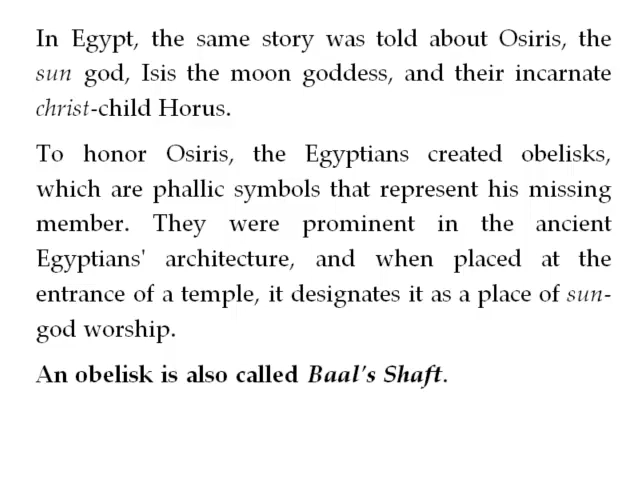 In Egypt, the same story was told about Osiris, the
sun god, Isis the moon goddess, and their incarnate
christ-child Horus.
To honor Osiris, the Egyptians created obelisks,
which are phallic symbols that represent his missing
member. They were prominent in the ancient
Egyptians' architecture, and when placed at the
entrance of a temple, it designates it as a place of sun-
god worship.
An obelisk is also called Baal's Shaft.